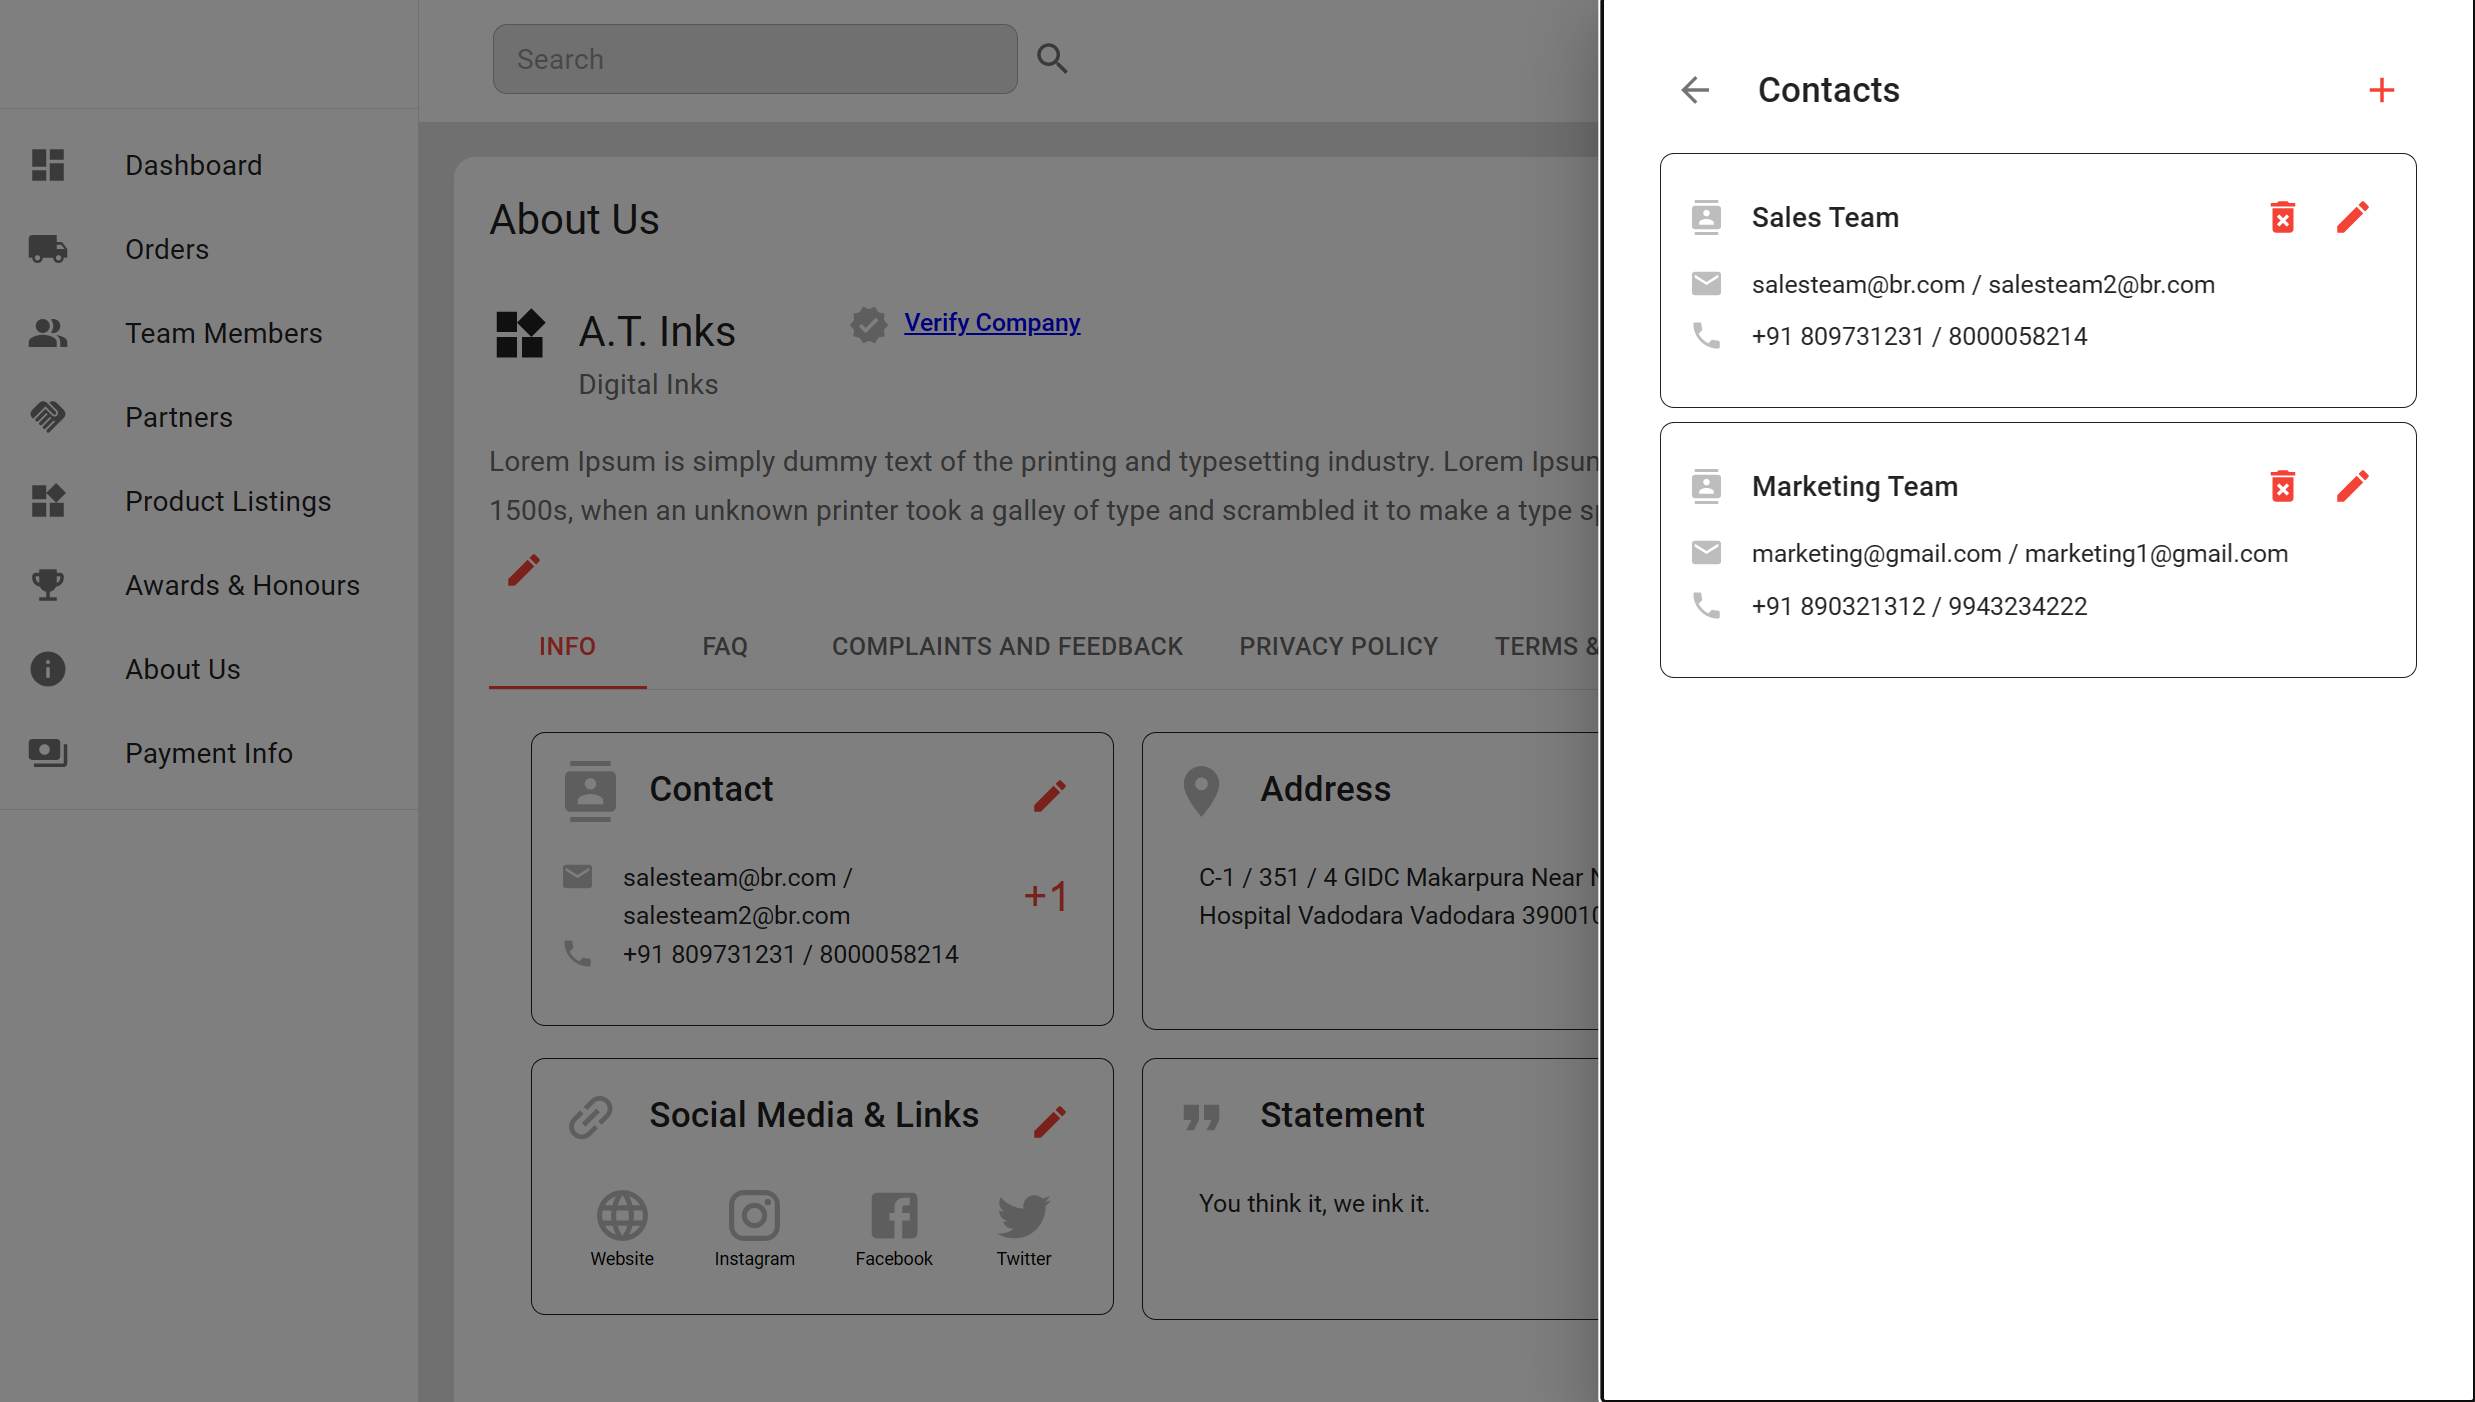 Search
Dashboard
Orders
Team Members
Partners
Product Listings
Awards & Honours
About Us
Payment Info
About Us
A.T. Inks
Verify Company
Digital Inks
Lorem Ipsum is simply dummy text of the printing and typesetting industry. Lorem Ipsum
1500s, when an unknown printer took a galley of type and scrambled it to make a type
INFO
FAQ
COMPLAINTS AND FEEDBACK
PRIVACY POLICY
TERMS &
Contact
salesteam@br.com /
salesteam2@br.com
+91 809731231 / 8000058214
+1
Address
C-1 / 351 / 4 GIDC Makarpura Near
Hospital Vadodara Vadodara 390010
Social Media & Links
Website
Instagram
Facebook
Twitter
Statement
You think it, we ink it.
Contacts
Sales Team
salesteam@br.com / salesteam2@br.com
+91 809731231 / 8000058214
Marketing Team
marketing@gmail.com / marketing1@gmail.com
+91 890321312 / 9943234222